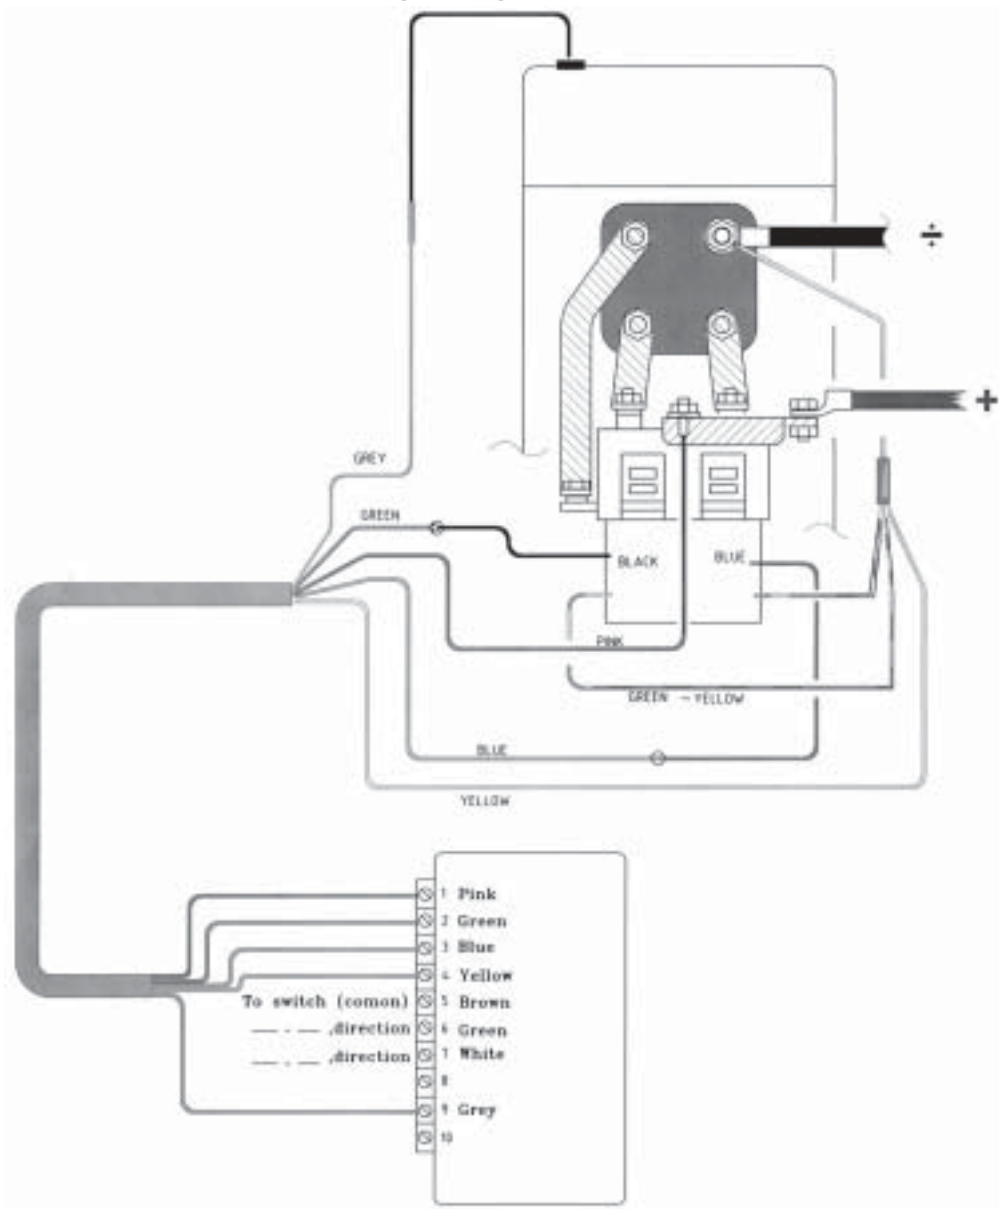 ÷
+
GREY
GREEN
BLACK
BLUE
PINK
GREEN - YELLOW
BLUE
YELLOW
1 Pink
2 Green
3 Blue
4 Yellow
To switch (comon) 5 Brown
— . — ,direction 6 Green
— . — ,direction 7 White
8
9 Grey
10